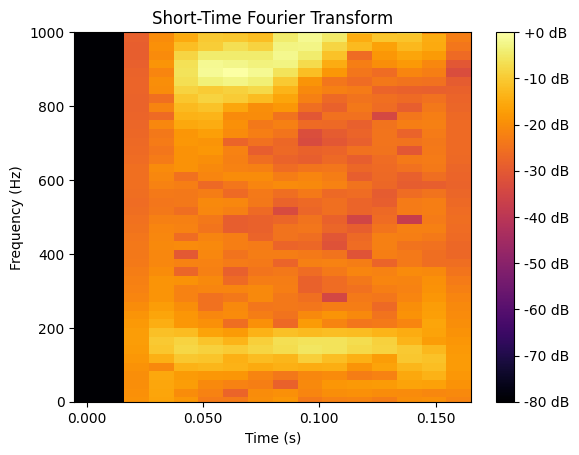 Short-Time Fourier Transform
1000
800
600
400
200
0
Frequency (Hz)
0.000
0.050
0.100
0.150
Time (s)
+0 dB
-10 dB
-20 dB
-30 dB
-40 dB
-50 dB
-60 dB
-70 dB
-80 dB